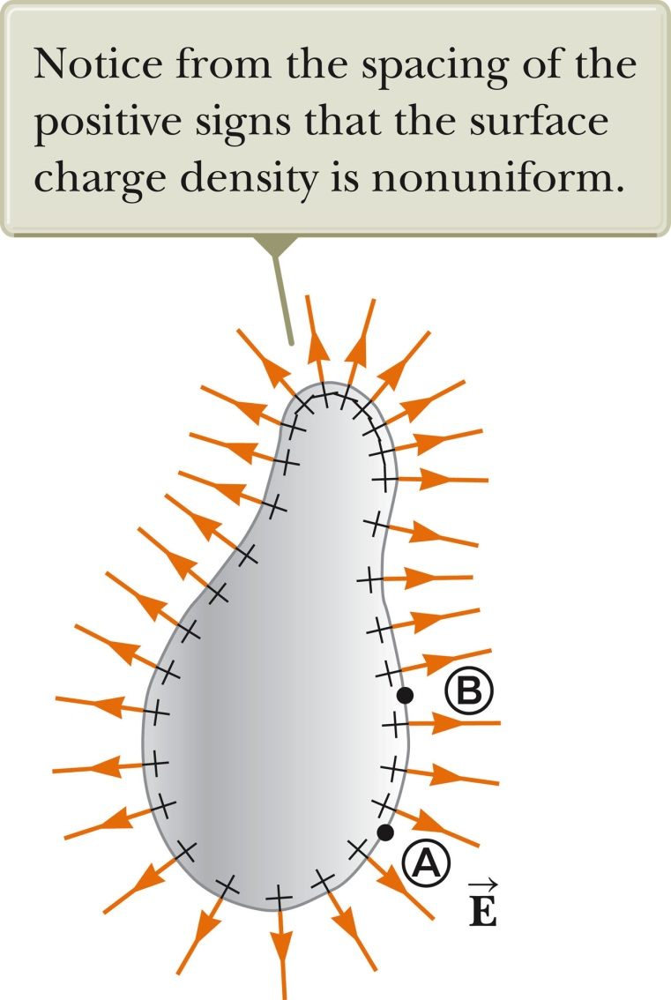 Notice from the spacing of the
positive signs that the surface
charge density is nonuniform.
B
A
E